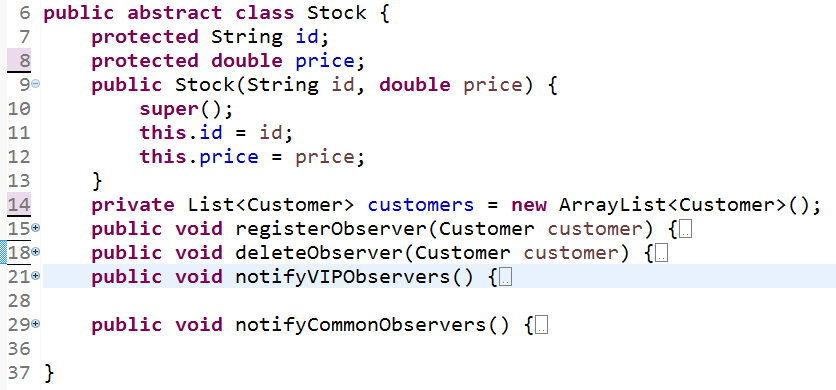 6 public abstract class Stock {
7 protected String id;
8 protected double price;
9 public Stock(String id, double price) {
10 super();
11 this.id = id;
12 this.price = price;
13 }
14 private List<Customer> customers = new ArrayList<Customer>();
15 public void registerObserver(Customer customer) {..
18 public void deleteObserver(Customer customer) {..
21 public void notifyVIPObservers() {..
28
29 public void notifyCommonObservers() {..
36
37 }